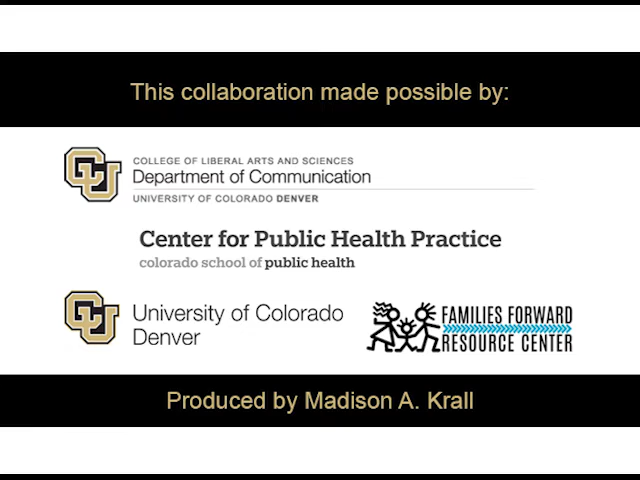 This collaboration made possible by:
COLLEGE OF LIBERAL ARTS AND SCIENCES
Department of Communication
UNIVERSITY OF COLORADO DENVER
Center for Public Health Practice
colorado school of public health
University of Colorado
Denver
FAMILIES FORWARD
RESOURCE CENTER
Produced by Madison A. Krall